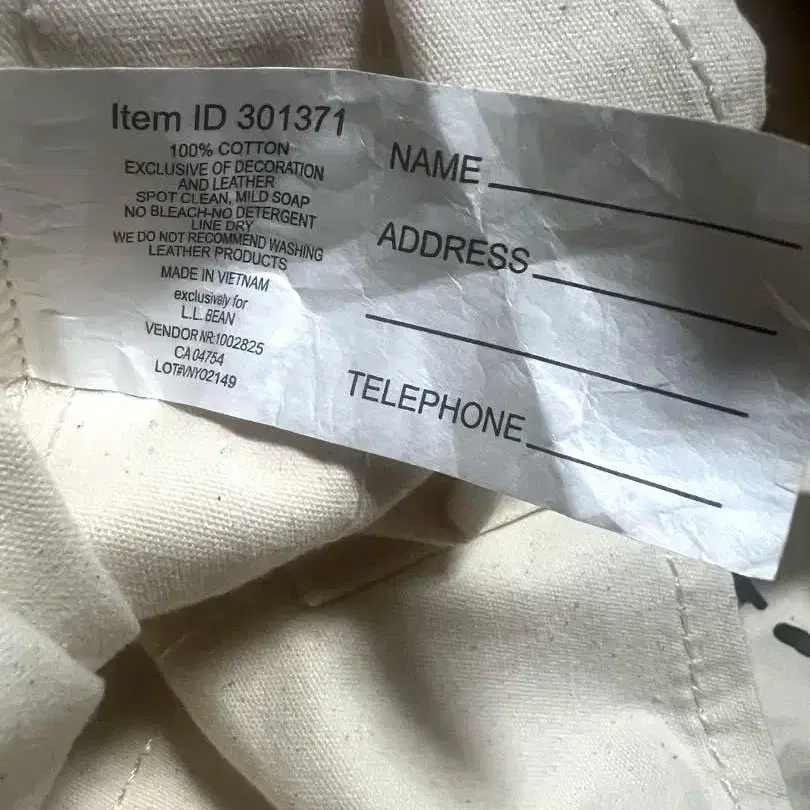 Item ID 301371
100% COTTON
EXCLUSIVE OF DECORATION
AND LEATHER
SPOT CLEAN, MILD SOAP
NO BLEACH-NO DETERGENT
LINE DRY
WE DO NOT RECOMMEND WASHING
LEATHER PRODUCTS
MADE IN VIETNAM
exclusively for
L.L. BEAN
VENDOR NR:1002825
CA 04754
LOT#VNYO2149
NAME
ADDRESS
TELEPHONE